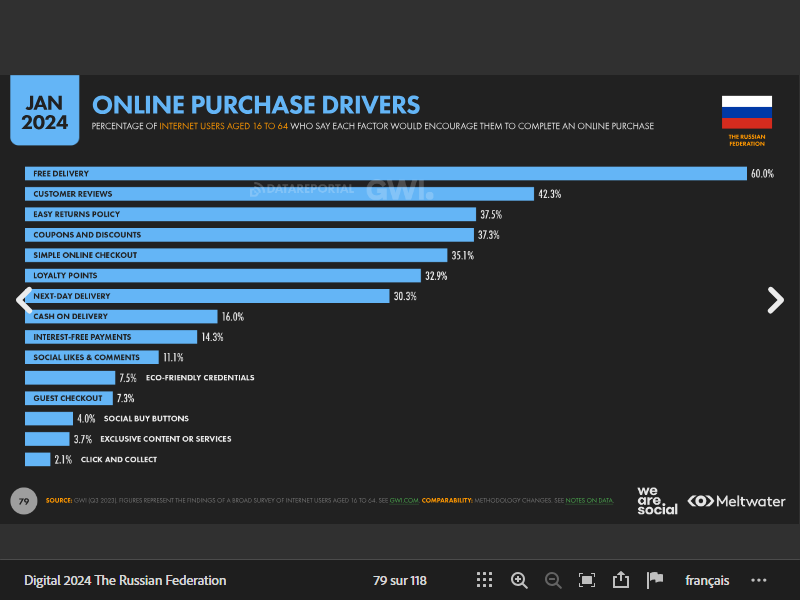 JAN
2024
ONLINE PURCHASE DRIVERS
PERCENTAGE OF INTERNET USERS AGED 16 TO 64 WHO SAY EACH FACTOR WOULD ENCOURAGE THEM TO COMPLETE AN ONLINE PURCHASE
THE RUSSIAN
FEDERATION
FREE DELIVERY 60.0%
DATAREPORTAL GWI.
CUSTOMER REVIEWS 42.3%
EASY RETURNS POLICY 37.5%
COUPONS AND DISCOUNTS 37.3%
SIMPLE ONLINE CHECKOUT 35.1%
LOYALTY POINTS 32.9%
NEXT-DAY DELIVERY 30.3%
CASH ON DELIVERY 16.0%
INTEREST-FREE PAYMENTS 14.3%
SOCIAL LIKES & COMMENTS 11.1%
7.5% ECO-FRIENDLY CREDENTIALS
GUEST CHECKOUT 7.3%
4.0% SOCIAL BUY BUTTONS
3.7% EXCLUSIVE CONTENT OR SERVICES
2.1% CLICK AND COLLECT
79 SOURCE: GWI (Q3 2023). FIGURES REPRESENT THE FINDINGS OF A BROAD SURVEY OF INTERNET USERS AGED 16 TO 64. SEE GWI.COM. COMPARABILITY: METHODOLOGY CHANGES. SEE NOTES ON DATA.
we
are.
social
Meltwater
Digital 2024 The Russian Federation 79 sur 118 français